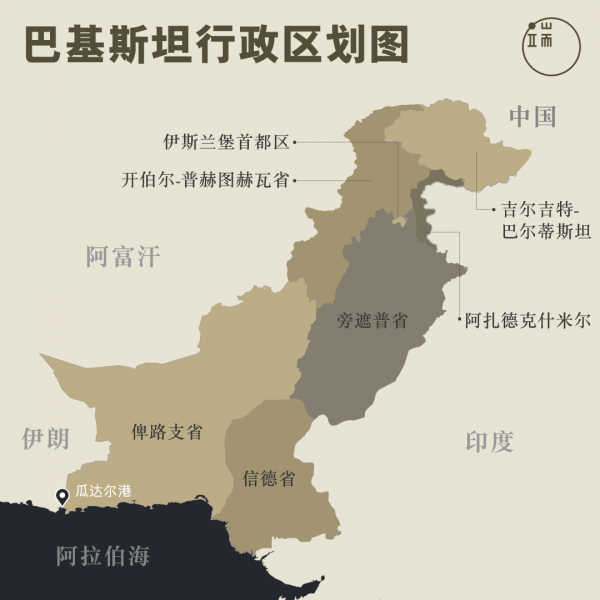 巴基斯坦行政区划图
端
中国
伊斯兰堡首都区
开伯尔-普赫图赫瓦省
吉尔吉特-
巴尔蒂斯坦
阿富汗
旁遮普省
阿扎德克什米尔
俾路支省
伊朗
印度
信德省
瓜达尔港
阿拉伯海